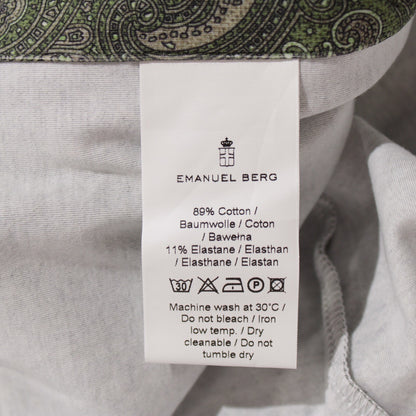 EMANUEL BERG
89% Cotton /
Baumwolle / Coton
/ Bawełna
11% Elastane / Elasthan
/ Elasthane / Elastan
30 P
Machine wash at 30°C /
Do not bleach / Iron
low temp. / Dry
cleanable / Do not
tumble dry